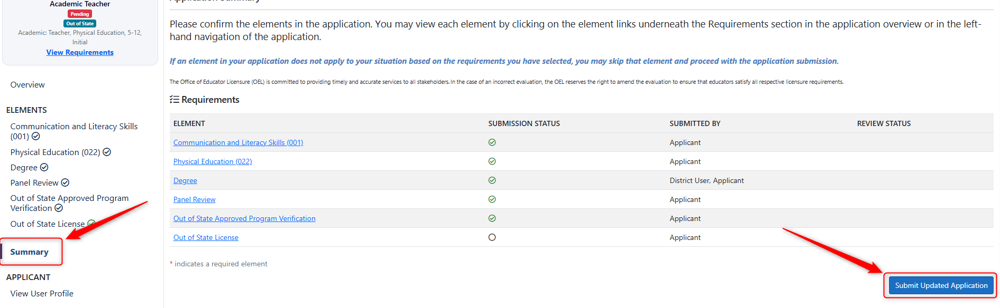 Academic Teacher
Pending
Out of State
Academic: Teacher, Physical Education, 5-12,
Initial
View Requirements
Overview
ELEMENTS
Communication and Literacy Skills
(001)
Physical Education (022)
Degree
Panel Review
Out of State Approved Program
Verification
Out of State License
Summary
APPLICANT
View User Profile
Application Summary
Please confirm the elements in the application. You may view each element by clicking on the element links underneath the Requirements section in the application overview or in the left-
hand navigation of the application.
If an element in your application does not apply to your situation based on the requirements you have selected, you may skip that element and proceed with the application submission.
The Office of Educator Licensure (OEL) is committed to providing timely and accurate services to all stakeholders. In the case of an incorrect evaluation, the OEL reserves the right to amend the evaluation to ensure that educators satisfy all respective licensure requirements.
Requirements
ELEMENT SUBMISSION STATUS SUBMITTED BY REVIEW STATUS
Communication and Literacy Skills (001) Applicant
Physical Education (022) Applicant
Degree District User, Applicant
Panel Review Applicant
Out of State Approved Program Verification Applicant
Out of State License Applicant
* indicates a required element
Submit Updated Application